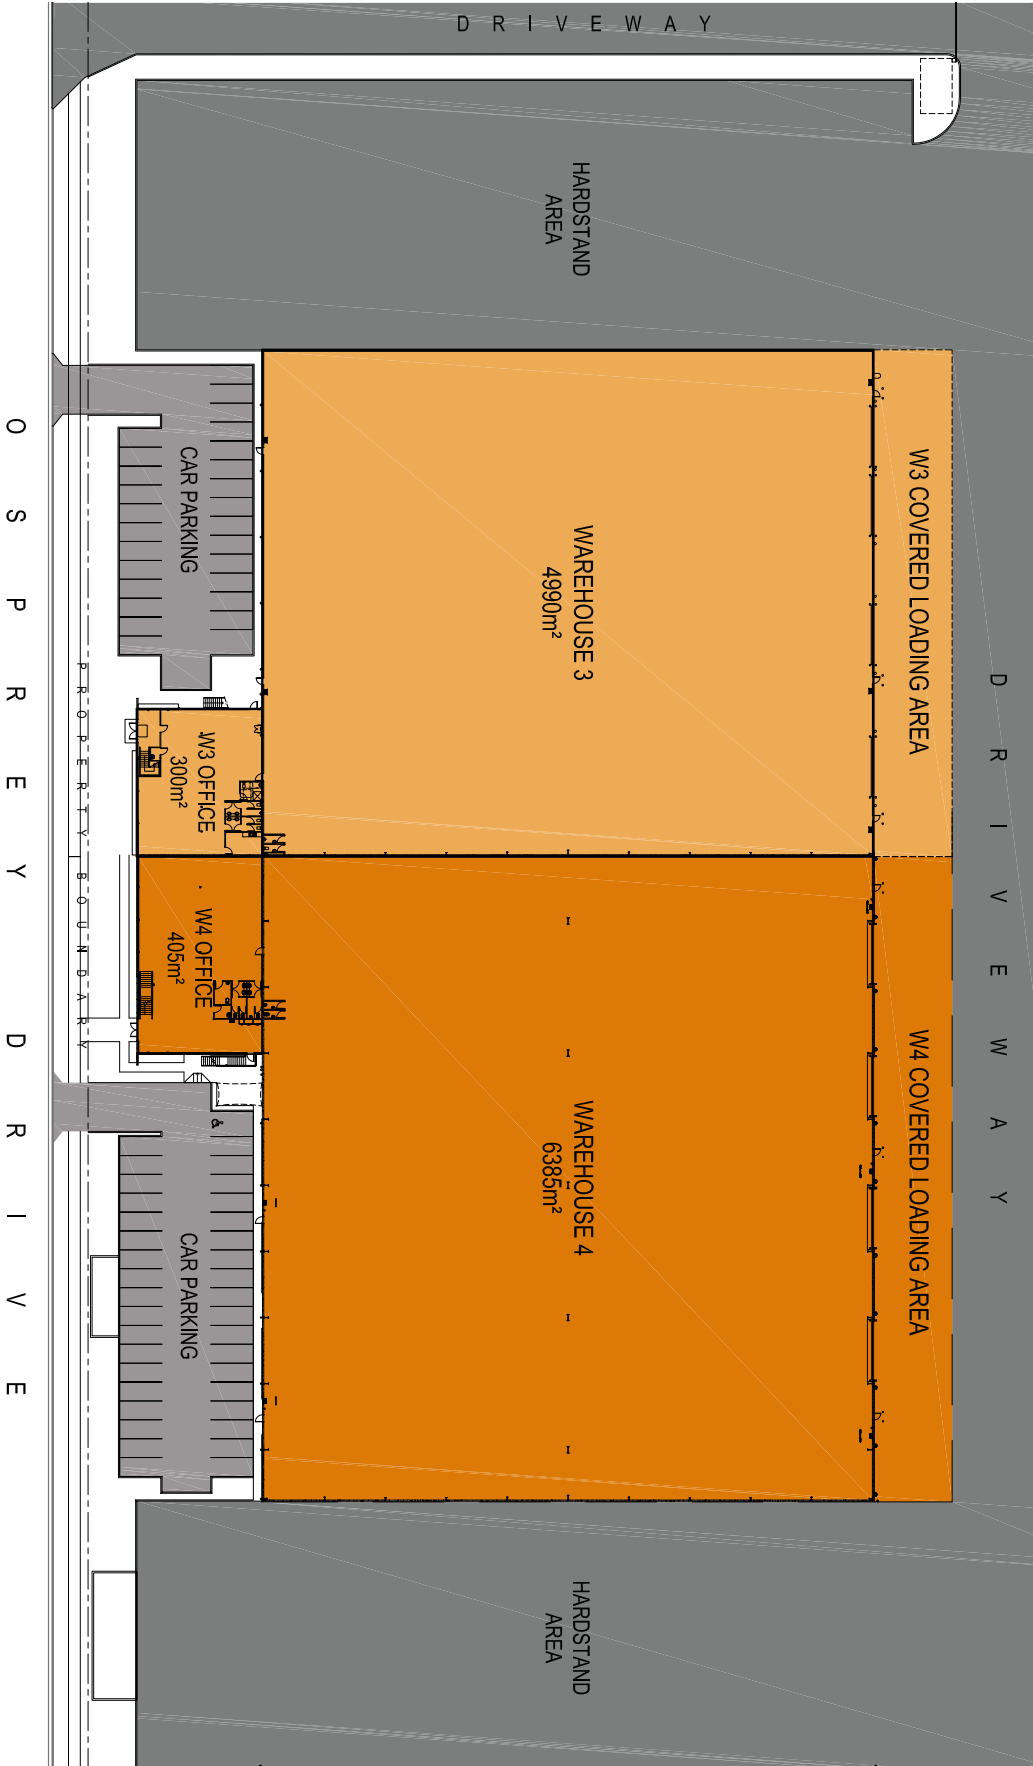 DRIVEWAY
HARDSTAND
AREA
CAR PARKING
WAREHOUSE 3
4990m²
W3 COVERED LOADING AREA
W3 OFFICE
300m²
W4 OFFICE
405m²
WAREHOUSE 4
6385m²
W4 COVERED LOADING AREA
DRIVEWAY
CAR PARKING
HARDSTAND
AREA
PROPERTY BOUNDARY
OSPREY DRIVE